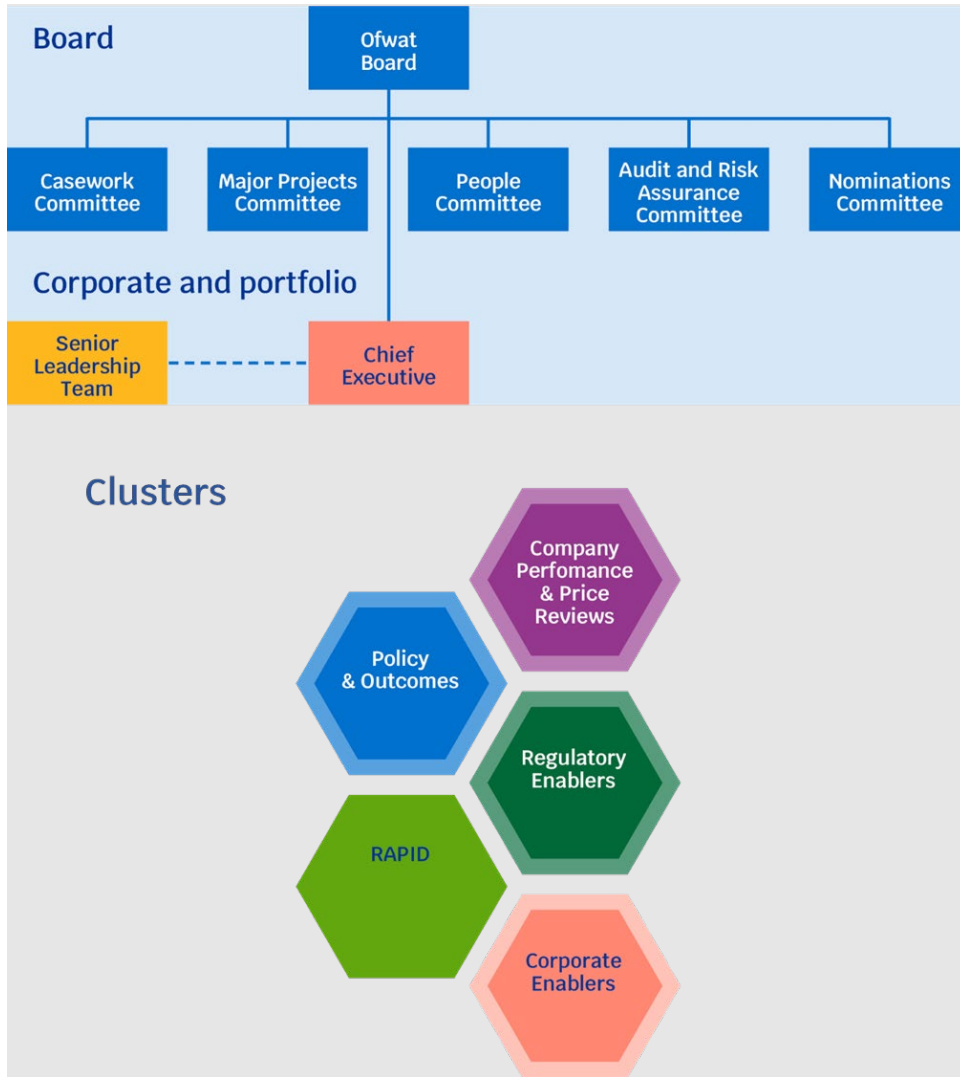 Board
Ofwat
Board
Casework
Committee
Major Projects
Committee
People
Committee
Audit and Risk
Assurance
Committee
Nominations
Committee
Corporate and portfolio
Senior
Leadership
Team
Chief
Executive
Clusters
Company
Perfomance
& Price
Reviews
Policy
& Outcomes
Regulatory
Enablers
RAPID
Corporate
Enablers